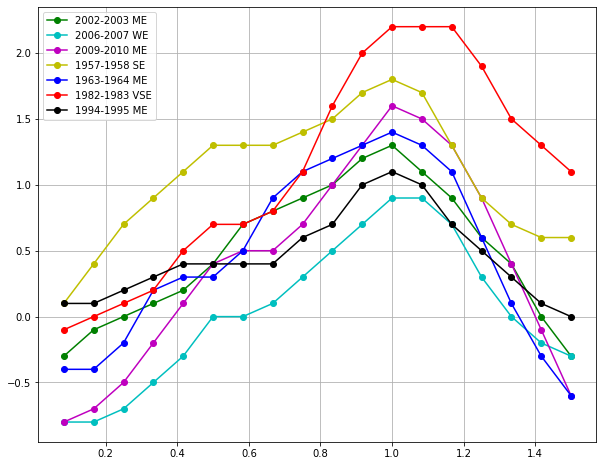 2002-2003 ME
2006-2007 WE
2009-2010 ME
1957-1958 SE
1963-1964 ME
1982-1983 VSE
1994-1995 ME
2.0
1.5
1.0
0.5
0.0
−0.5
0.2 0.4 0.6 0.8 1.0 1.2 1.4